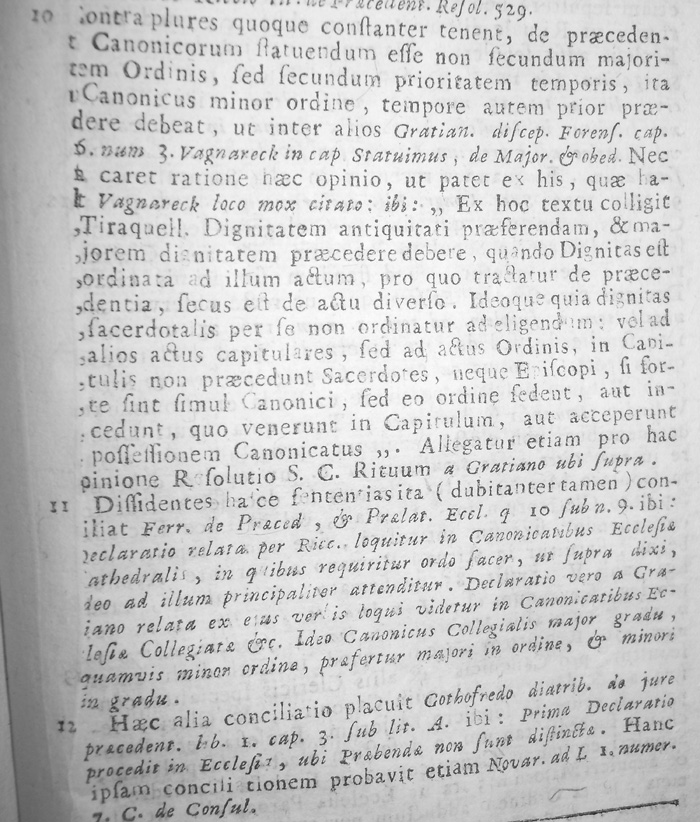 de Præcedent. Resol. 529.
10 contra plures quoque conſtanter tenent, de præceden-
Canonicorum ſtatuendum eſſe non ſecundum majori-
tem Ordinis, ſed ſecundum prioritatem temporis, ita
Canonicus minor ordine, tempore autem prior præ-
dere debeat, ut inter alios Gratian. diſcep. Forenſ. cap.
6. num 3. Vagnareck in cap Statuimus, de Major. & obed. Nec
caret ratione hæc opinio, ut patet ex his, quæ ha-
Vagnareck loco mox citato: ibi: „ Ex hoc textu colligit
,Tiraquell. Dignitatem antiquitati præferendam, & ma-
,jorem dignitatem præcedere debere, quando Dignitas eſt
,ordinata ad illum actum, pro quo tractatur de præce-
,dentia, ſecus eſt de actu diverſo. Ideoque quia dignitas
,ſacerdotalis per ſe non ordinatur ad eligendum: vel ad
,alios actus capitulares, ſed ad actus Ordinis, in Capi-
,tulis non præcedunt Sacerdotes, neque Epiſcopi, ſi for-
,te ſint ſimul Canonici, ſed eo ordine ſedent, aut in-
,cedunt, quo venerunt in Capitulum, aut acceperunt
poſſeſſionem Canonicatus „. Allegatur etiam pro hac
opinione Reſolutio S. C. Rituum a Gratiano ubi ſupra.
11 Diſſidentes haſce ſententias ita (dubitanter tamen) con-
iliat Ferr. de Præced, & Prælat. Eccl. q 10 ſub n. 9. ibi:
Declaratio relata per Ricc. loquitur in Canonicatibus Eccleſiæ
athedralis, in quibus requiritur ordo ſacer, ut ſupra dixi,
deo ad illum principaliter attenditur. Declaratio vero a Gra-
iano relata ex ejus verbis loqui videtur in Canonicatibus Ec-
leſiæ Collegiatæ &c. Ideo Canonicus Collegialis major gradu,
quamvis minor ordine, præfertur majori in ordine, & minori
in gradu.
12 Hæc alia conciliatio placuit Gothofredo diatrib. de jure
præcedent. lib. 1. cap. 3. ſub lit. A. ibi: Prima Declaratio
procedit in Eccleſia, ubi Præbendæ non ſunt diſtinctæ. Hanc
ipſam conciliationem probavit etiam Novar. ad L 1. numer.
7. C. de Conſul.